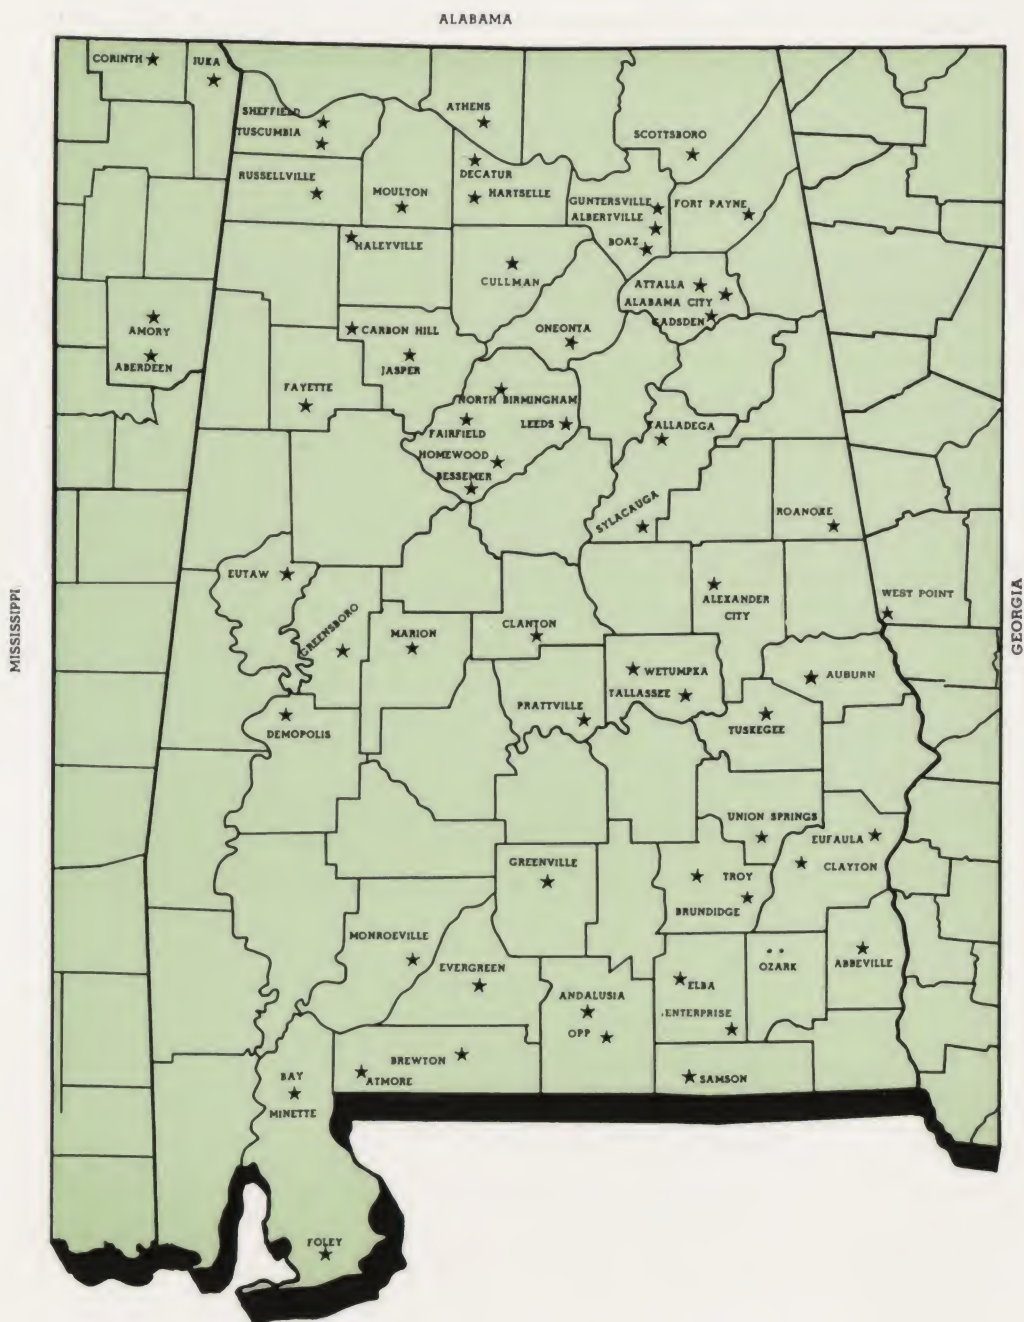 ALABAMA
CORINTH
IUKA
SHEFFIELD
TUSCUMBIA
ATHENS
SCOTTSBORO
DECATUR
HARTSELLE
RUSSELLVILLE
MOULTON
GUNTERSVILLE
ALBERTVILLE
BOAZ
FORT PAYNE
HALEYVILLE
CULLMAN
ATTALLA
ALABAMA CITY
GADSDEN
AMORY
ABERDEEN
CARBON HILL
JASPER
ONEONTA
FAYETTE
NORTH BIRMINGHAM
FAIRFIELD
LEEDS
HOMEWOOD
BESSEMER
TALLADEGA
SYLACAUGA
ROANOKE
EUTAW
GREENSBORO
MARION
CLANTON
ALEXANDER
CITY
WEST POINT
MISSISSIPPI
GEORGIA
WETUMPKA
TALLASSEE
AUBURN
PRATTVILLE
TUSKEGEE
DEMOPOLIS
UNION SPRINGS
EUFAULA
CLAYTON
GREENVILLE
TROY
BRUNDIDGE
MONROEVILLE
EVERGREEN
OZARK
ABBEVILLE
ELBA
ANDALUSIA
OPP
ENTERPRISE
BREWTON
ATMORE
SAMSON
BAY
MINETTE
FOLEY